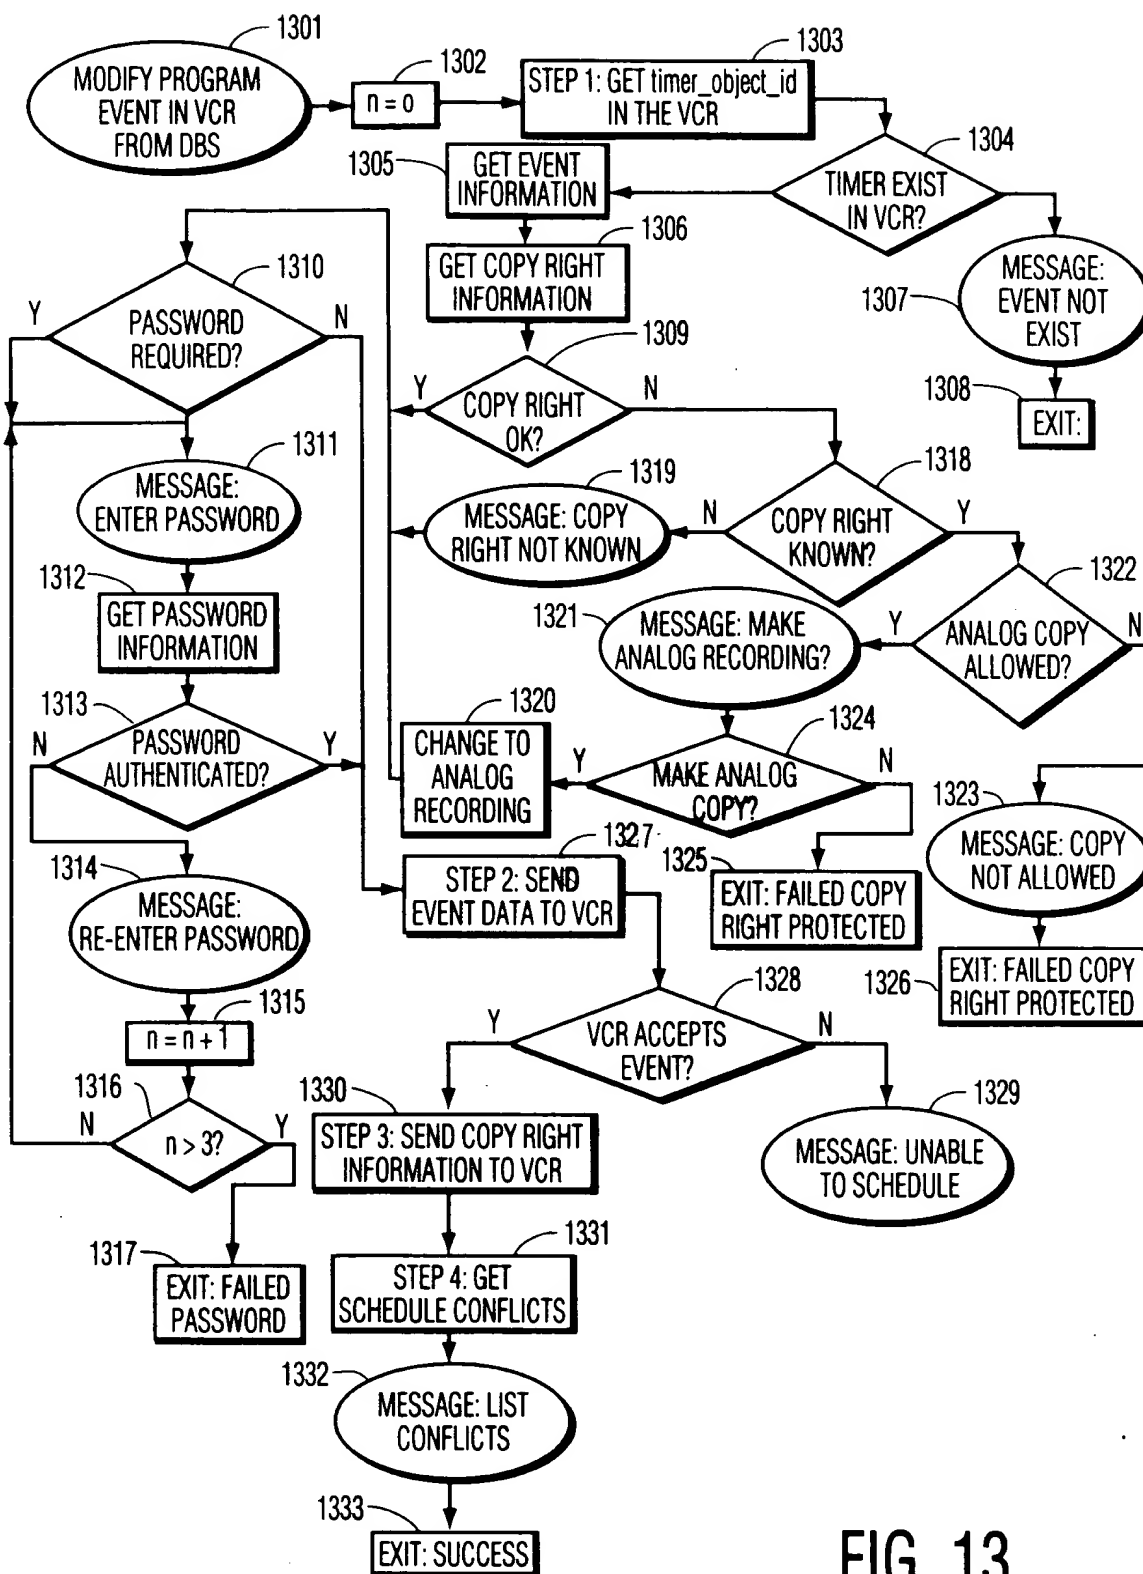 1301
MODIFY PROGRAM
EVENT IN VCR
FROM DBS
1302
n = o
1303
STEP 1: GET timer_object_id
IN THE VCR
1304
TIMER EXIST
IN VCR?
1305
GET EVENT
INFORMATION
1306
GET COPY RIGHT
INFORMATION
1307
MESSAGE:
EVENT NOT
EXIST
1308
EXIT:
1309
Y
COPY RIGHT
OK?
N
1310
Y
PASSWORD
REQUIRED?
N
1311
MESSAGE:
ENTER PASSWORD
1312
GET PASSWORD
INFORMATION
1313
N
PASSWORD
AUTHENTICATED?
Y
1314
MESSAGE:
RE-ENTER PASSWORD
1315
n = n + 1
1316
N
n > 3?
Y
1317
EXIT: FAILED
PASSWORD
1318
N
COPY RIGHT
KNOWN?
Y
1319
MESSAGE: COPY
RIGHT NOT KNOWN
1322
Y
ANALOG COPY
ALLOWED?
N
1321
MESSAGE: MAKE
ANALOG RECORDING?
1320
CHANGE TO
ANALOG
RECORDING
1324
Y
MAKE ANALOG
COPY?
N
1323
MESSAGE: COPY
NOT ALLOWED
1325
EXIT: FAILED COPY
RIGHT PROTECTED
1326
EXIT: FAILED COPY
RIGHT PROTECTED
1327
STEP 2: SEND
EVENT DATA TO VCR
1328
Y
VCR ACCEPTS
EVENT?
N
1329
MESSAGE: UNABLE
TO SCHEDULE
1330
STEP 3: SEND COPY RIGHT
INFORMATION TO VCR
1331
STEP 4: GET
SCHEDULE CONFLICTS
1332
MESSAGE: LIST
CONFLICTS
1333
EXIT: SUCCESS
FIG. 13